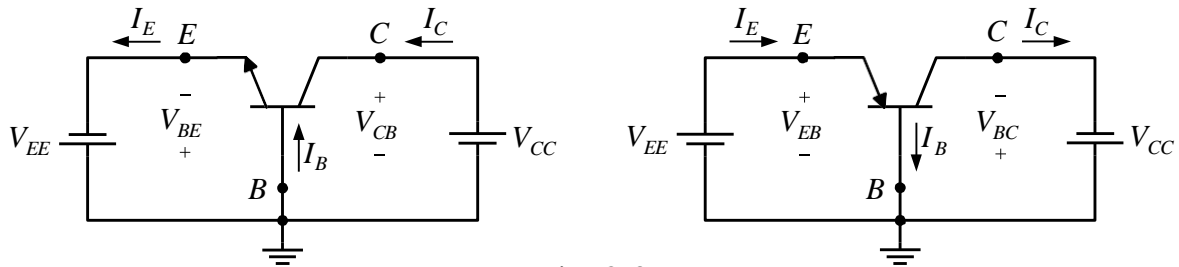 I_E E C I_C
− +
V_BE V_CB
+ −
V_EE V_CC
I_B
B
I_E E C I_C
+ −
V_EB V_BC
− +
V_EE V_CC
I_B
B